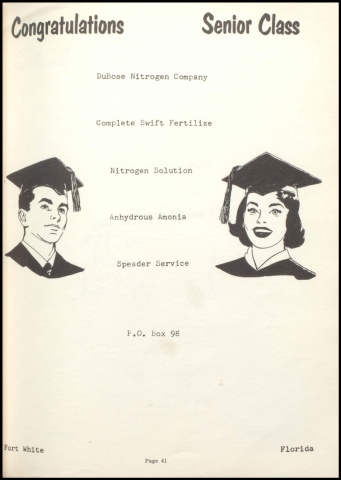 Congratulations Senior Class
DuBose Nitrogen Company
Complete Swift Fertilize
Nitrogen Solution
Anhydrous Amonia
Speader Service
P.O. Box 98
Fort White Florida
Page 41